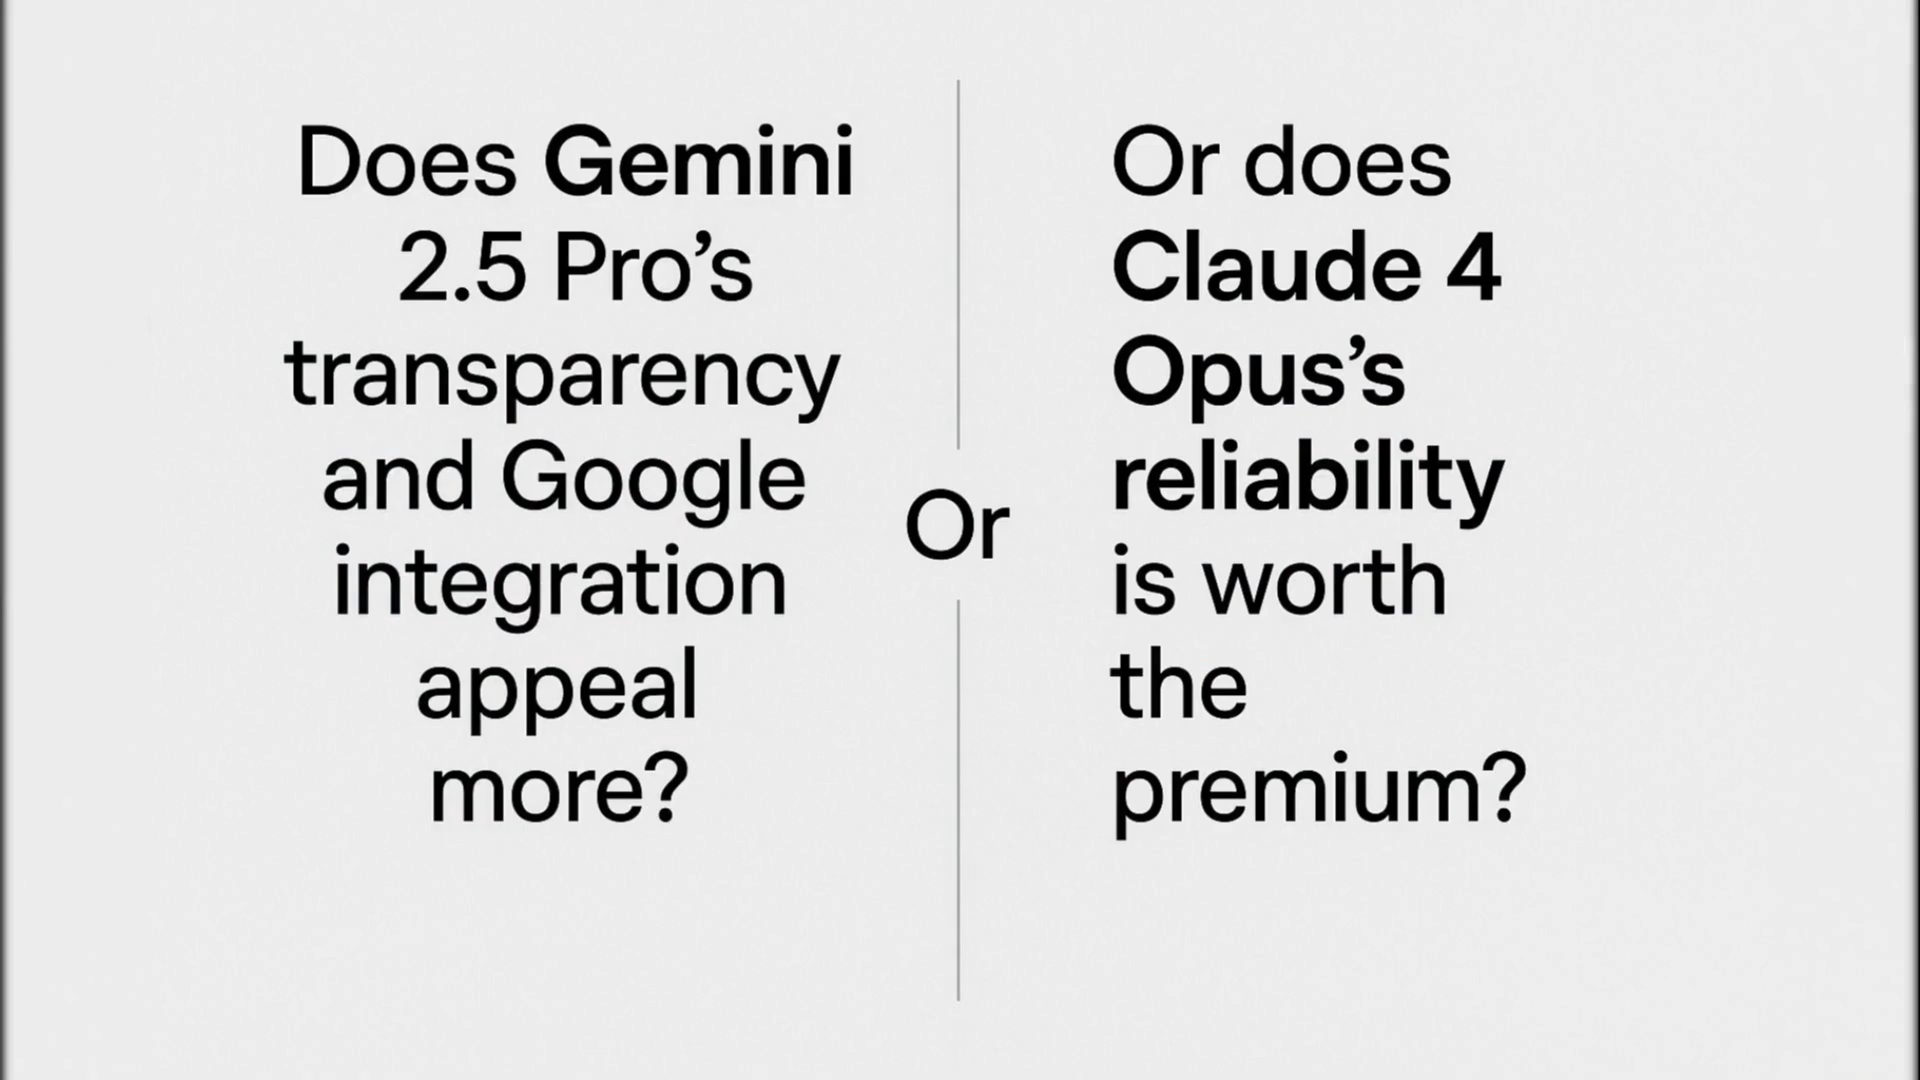 Does Gemini
2.5 Pro’s
transparency
and Google
integration
appeal
more?
Or
Or does
Claude 4
Opus’s
reliability
is worth
the
premium?